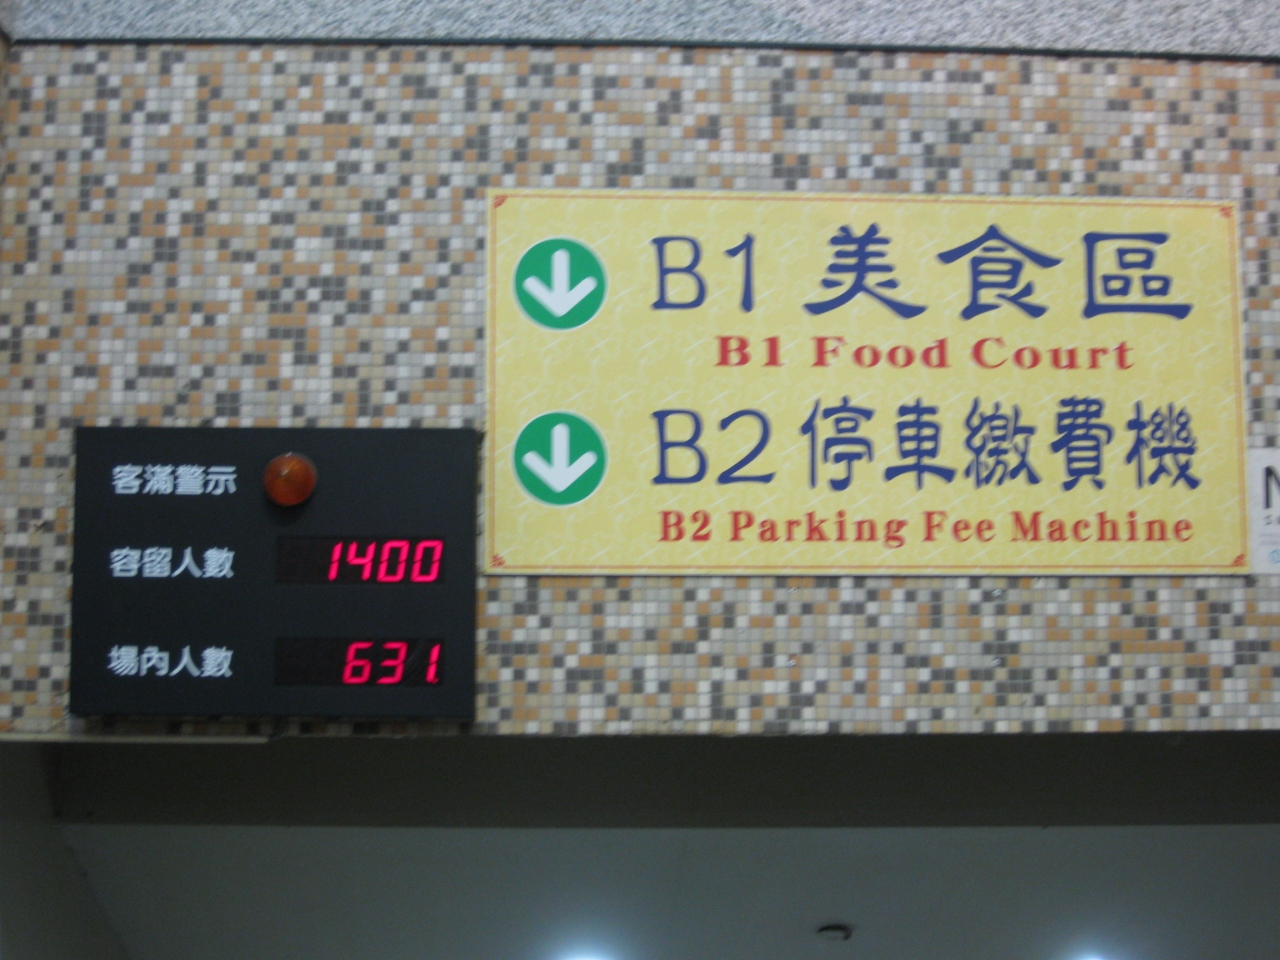 客滿警示
容留人數 1400
場內人數 631
B1 美食區
B1 Food Court
B2 停車繳費機
B2 Parking Fee Machine